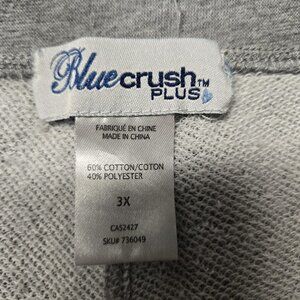 Bluecrush™
PLUS
FABRIQUÉ EN CHINE
MADE IN CHINA
60% COTTON/COTON
40% POLYESTER
3X
CA52427
SKU# 736049